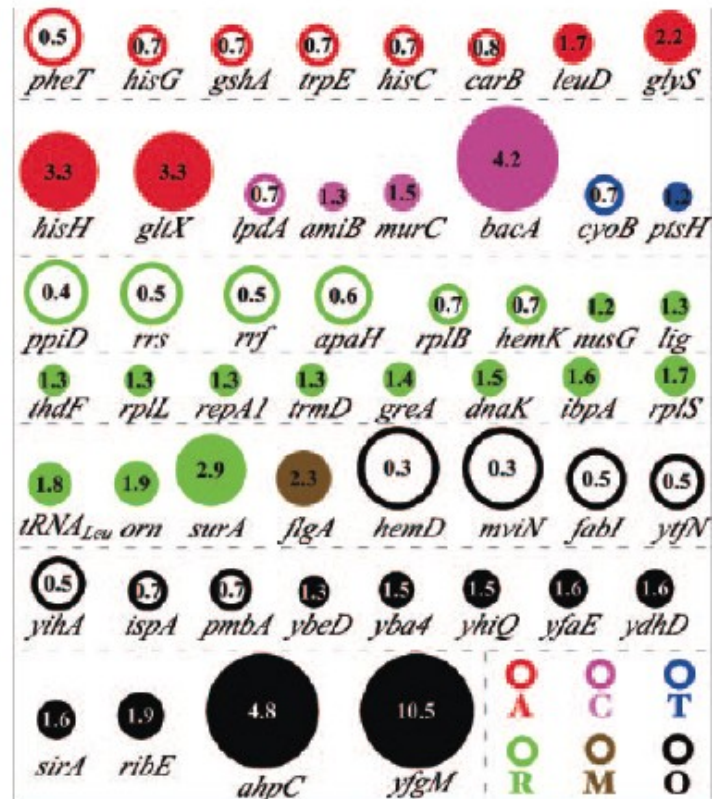 0.5 0.7 0.7 0.7 0.7 0.8 1.7 2.2
pheT hisG gshA trpE hisC carB leuD glyS
3.3 3.3 0.7 1.3 1.5 4.2 0.7 1.2
hisH gltX lpdA amiB murC bacA cyoB ptsH
0.4 0.5 0.5 0.6 0.7 0.7 1.2 1.3
ppiD rrs rrf apaH rplB hemK nusG lig
1.3 1.3 1.3 1.3 1.4 1.5 1.6 1.7
thdF rplL repA1 trmD greA dnaK ibpA rplS
1.8 1.9 2.9 2.3 0.3 0.3 0.5 0.5
tRNALeu orn surA flgA hemD mviN fabI ytfN
0.5 0.7 0.7 1.5 1.5 1.6 1.6
yihA ispA pmbA ybeD yba4 yhiQ yfaE ydhD
1.6 1.9 4.8 10.5
sirA ribE ahpC yfgM
A C T
R M O